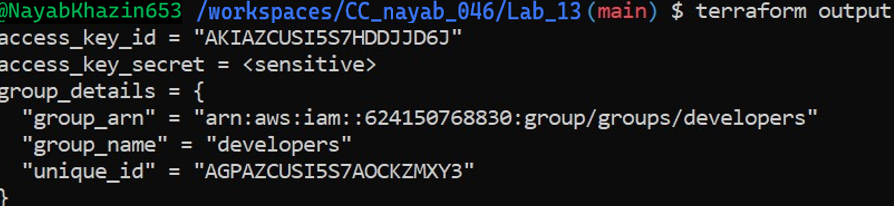 @NayabKhazin653 /workspaces/CC_nayab_046/Lab_13 (main) $ terraform output
access_key_id = "AKIAZCUSI5S7HDDJJD6J"
access_key_secret = <sensitive>
group_details = {
  "group_arn" = "arn:aws:iam::624150768830:group/groups/developers"
  "group_name" = "developers"
  "unique_id" = "AGPAZCUSI5S7AOCKZMXY3"
}